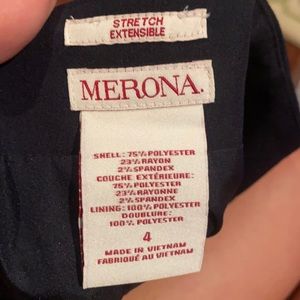 STRETCH
EXTENSIBLE
MERONA.
SHELL: 75% POLYESTER
23% RAYON
2% SPANDEX
COUCHE EXTÉRIEURE:
75% POLYESTER
23% RAYONNE
2% SPANDEX
LINING: 100% POLYESTER
DOUBLURE:
100% POLYESTER
4
MADE IN VIETNAM
FABRIQUÉ AU VIETNAM